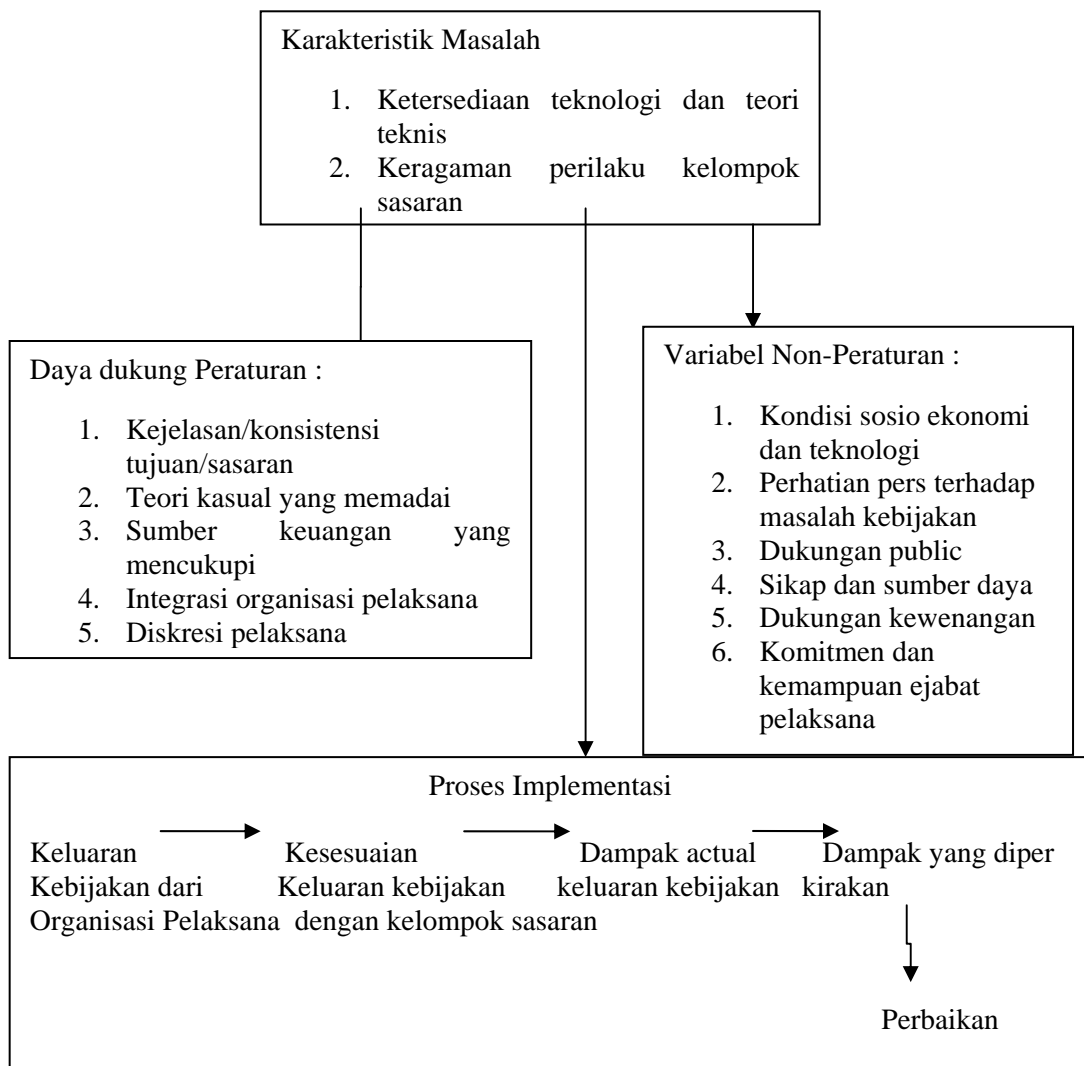 Karakteristik Masalah
1. Ketersediaan teknologi dan teori
teknis
2. Keragaman perilaku kelompok
sasaran
Daya dukung Peraturan :
1. Kejelasan/konsistensi
tujuan/sasaran
2. Teori kasual yang memadai
3. Sumber keuangan yang
mencukupi
4. Integrasi organisasi pelaksana
5. Diskresi pelaksana
Variabel Non-Peraturan :
1. Kondisi sosio ekonomi
dan teknologi
2. Perhatian pers terhadap
masalah kebijakan
3. Dukungan public
4. Sikap dan sumber daya
5. Dukungan kewenangan
6. Komitmen dan
kemampuan ejabat
pelaksana
Proses Implementasi
Keluaran Kesesuaian Dampak actual Dampak yang diper
Kebijakan dari Keluaran kebijakan keluaran kebijakan kirakan
Organisasi Pelaksana dengan kelompok sasaran
Perbaikan